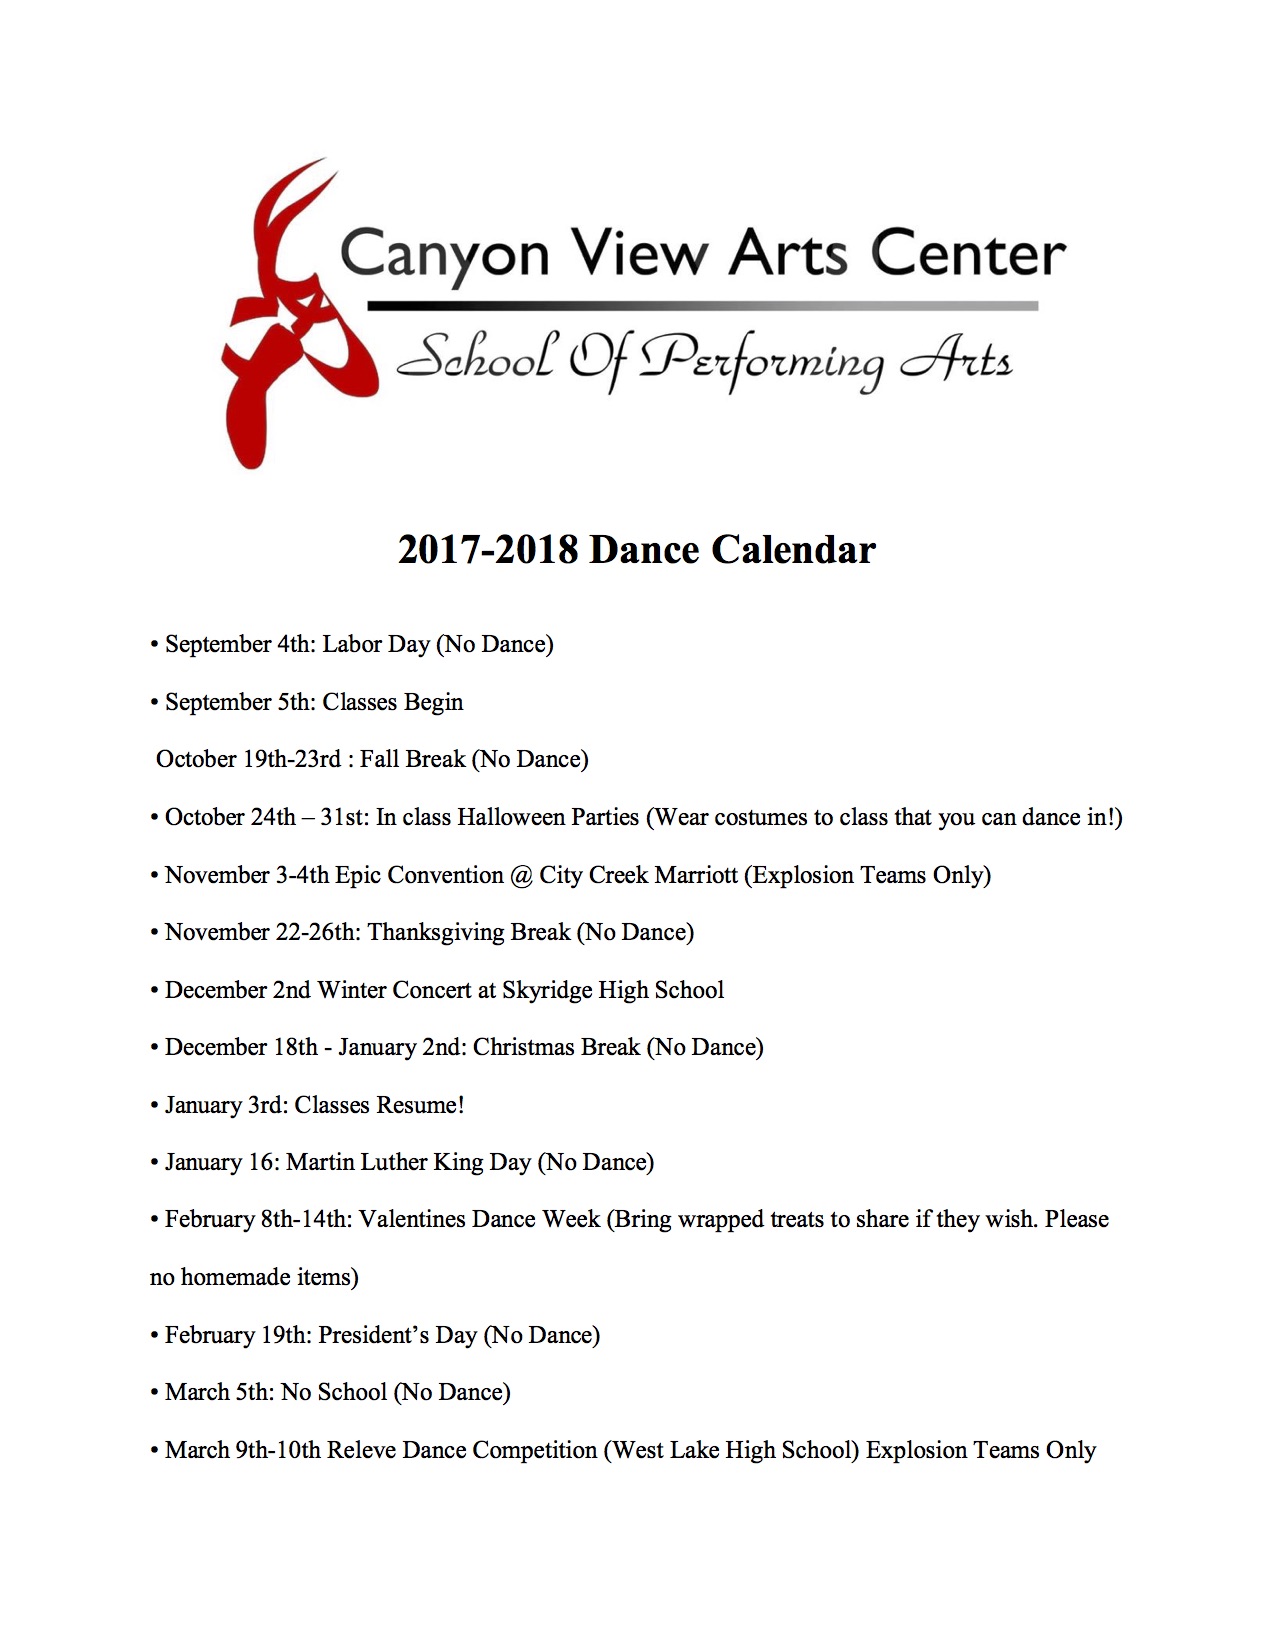 Canyon View Arts Center
School Of Performing Arts
2017-2018 Dance Calendar
• September 4th: Labor Day (No Dance)
• September 5th: Classes Begin
October 19th-23rd : Fall Break (No Dance)
• October 24th – 31st: In class Halloween Parties (Wear costumes to class that you can dance in!)
• November 3-4th Epic Convention @ City Creek Marriott (Explosion Teams Only)
• November 22-26th: Thanksgiving Break (No Dance)
• December 2nd Winter Concert at Skyridge High School
• December 18th - January 2nd: Christmas Break (No Dance)
• January 3rd: Classes Resume!
• January 16: Martin Luther King Day (No Dance)
• February 8th-14th: Valentines Dance Week (Bring wrapped treats to share if they wish. Please
no homemade items)
• February 19th: President’s Day (No Dance)
• March 5th: No School (No Dance)
• March 9th-10th Releve Dance Competition (West Lake High School) Explosion Teams Only